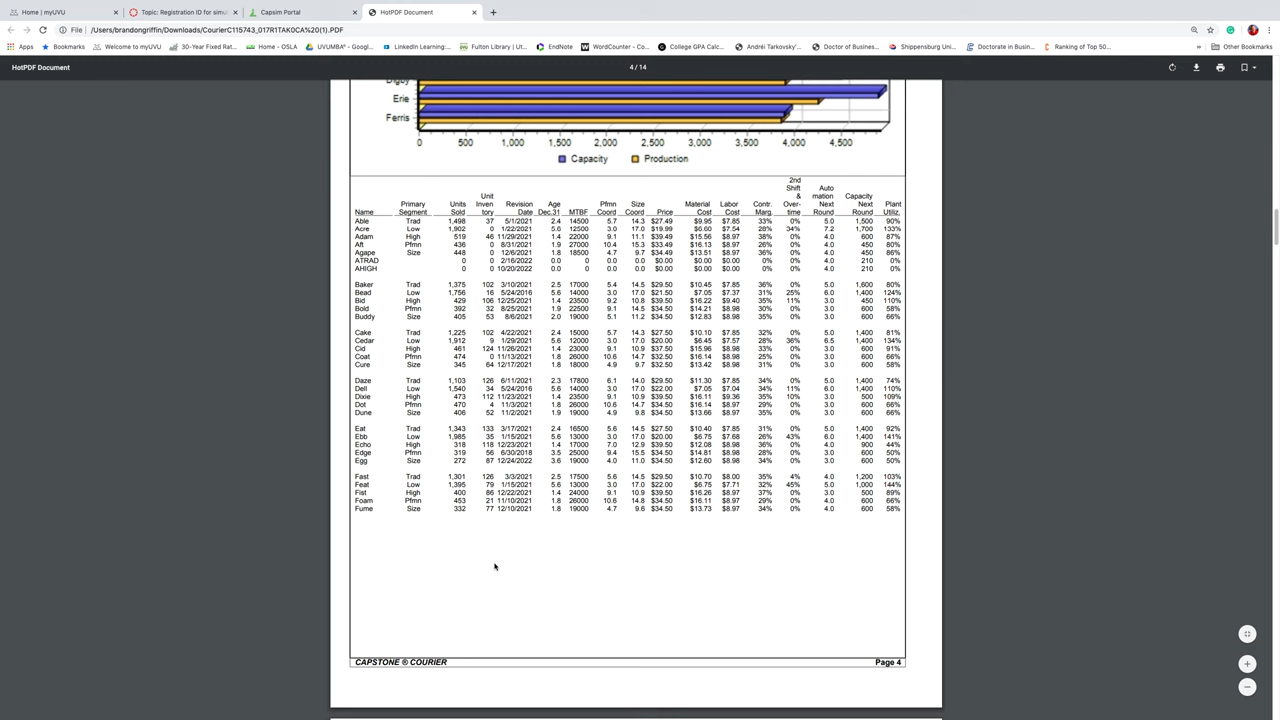 Home | myUVU
Topic: Registration ID for simu
Capsim Portal
HotPDF Document
File | /Users/brandongriffin/Downloads/CourierC115743_017R1TAK0CA%20(1).PDF
Apps Bookmarks Welcome to myUVU 30-Year Fixed Rat... Home - OSLA UVUMBA* - Google... LinkedIn Learning:... Fulton Library | Ut... EndNote WordCounter - Co... College GPA Calc... Andréi Tarkovsky'... Doctor of Business... Shippensburg Uni... Doctorate in Busin... Ranking of Top 50... » Other Bookmarks
HotPDF Document 4 / 14
Digby
Erie
Ferris
0 500 1,000 1,500 2,000 2,500 3,000 3,500 4,000 4,500
Capacity Production
Name Primary Segment Units Sold Unit Inven tory Revision Date Age Dec.31 MTBF Pfmn Coord Size Coord Price Material Cost Labor Cost Contr. Marg. 2nd Shift & Over- time Auto mation Next Round Capacity Next Round Plant Utiliz.
Able Trad 1,498 37 5/1/2021 2.4 14500 5.7 14.3 $27.49 $9.95 $7.85 33% 0% 5.0 1,500 90%
Acre Low 1,902 0 1/22/2021 5.6 12500 3.0 17.0 $19.99 $6.00 $7.54 28% 34% 7.2 1,700 133%
Adam High 519 46 11/29/2021 1.4 22000 9.1 11.1 $39.49 $15.56 $8.97 38% 0% 4.0 600 87%
Aft Pfmn 436 0 8/31/2021 1.9 27000 10.4 15.3 $33.49 $16.13 $8.97 26% 0% 4.0 450 80%
Agape Size 448 0 12/6/2021 1.8 18500 4.7 9.7 $34.49 $13.51 $8.97 36% 0% 4.0 450 86%
ATRAD 0 0 2/16/2022 0.0 0 0.0 0.0 $0.00 $0.00 $0.00 0% 0% 4.0 210 0%
AHIGH 0 0 10/20/2022 0.0 0 0.0 0.0 $0.00 $0.00 $0.00 0% 0% 4.0 210 0%
Baker Trad 1,375 102 3/10/2021 2.5 17000 5.4 14.5 $29.50 $10.45 $7.85 36% 0% 5.0 1,600 80%
Bead Low 1,756 16 5/24/2016 5.6 14000 3.0 17.0 $21.50 $7.05 $7.37 31% 25% 6.0 1,400 124%
Bid High 429 106 12/25/2021 1.4 23500 9.2 10.8 $39.50 $16.22 $9.40 35% 11% 3.0 450 110%
Bold Pfmn 392 32 8/25/2021 1.9 22500 9.1 14.5 $34.50 $14.21 $8.98 30% 0% 3.0 600 58%
Buddy Size 405 53 8/6/2021 2.0 19000 5.1 11.2 $34.50 $12.83 $8.98 35% 0% 3.0 600 66%
Cake Trad 1,225 102 4/22/2021 2.4 15000 5.7 14.3 $27.50 $10.10 $7.85 32% 0% 5.0 1,400 81%
Cedar Low 1,912 9 1/29/2021 5.6 12000 3.0 17.0 $20.00 $6.45 $7.57 28% 36% 6.5 1,400 134%
Cid High 461 124 11/26/2021 1.4 23000 9.1 10.9 $37.50 $15.96 $8.98 33% 0% 3.0 600 91%
Coat Pfmn 474 0 11/13/2021 1.8 26000 10.6 14.7 $32.50 $16.14 $8.98 25% 0% 3.0 600 66%
Cure Size 345 64 12/17/2021 1.8 18000 4.9 9.7 $32.50 $13.42 $8.98 31% 0% 3.0 600 58%
Daze Trad 1,103 126 6/11/2021 2.3 17800 6.1 14.0 $29.50 $11.30 $7.85 34% 0% 5.0 1,400 74%
Dell Low 1,540 34 5/24/2016 5.6 14000 3.0 17.0 $22.00 $7.05 $7.04 34% 11% 6.0 1,400 110%
Dixie High 473 112 11/23/2021 1.4 23500 9.1 10.9 $39.50 $16.11 $9.36 35% 10% 3.0 500 109%
Dot Pfmn 470 4 11/3/2021 1.8 26000 10.6 14.7 $34.50 $16.14 $8.97 29% 0% 3.0 600 66%
Dune Size 406 52 11/2/2021 1.9 19000 4.9 9.8 $34.50 $13.66 $8.97 35% 0% 3.0 600 66%
Eat Trad 1,343 133 3/17/2021 2.4 16500 5.6 14.5 $27.50 $10.40 $7.85 31% 0% 5.0 1,400 92%
Ebb Low 1,985 35 1/15/2021 5.6 13000 3.0 17.0 $20.00 $6.75 $7.68 26% 43% 6.0 1,400 141%
Echo High 318 118 12/23/2021 1.4 17000 7.0 12.9 $39.50 $12.08 $8.98 44% 0% 4.0 900 44%
Edge Pfmn 319 56 6/30/2018 3.5 25000 9.4 15.5 $34.50 $14.81 $8.98 28% 0% 3.0 600 50%
Egg Size 272 87 12/24/2022 3.6 19000 4.0 11.0 $34.50 $12.60 $8.98 34% 0% 3.0 600 50%
Fast Trad 1,301 126 3/3/2021 2.5 17500 5.6 14.5 $29.50 $10.70 $8.00 35% 4% 4.0 1,200 103%
Feat Low 1,395 79 1/15/2021 5.6 13000 3.0 17.0 $22.00 $6.75 $7.71 32% 45% 5.0 1,000 144%
Fist High 400 86 12/22/2021 1.4 24000 9.1 10.9 $39.50 $16.26 $8.97 37% 0% 3.0 500 89%
Foam Pfmn 453 21 11/10/2021 1.8 26000 10.6 14.8 $34.50 $16.11 $8.97 29% 0% 4.0 600 66%
Fume Size 332 77 12/10/2021 1.8 19000 4.7 9.6 $34.50 $13.73 $8.97 34% 0% 4.0 600 58%
CAPSTONE ® COURIER Page 4